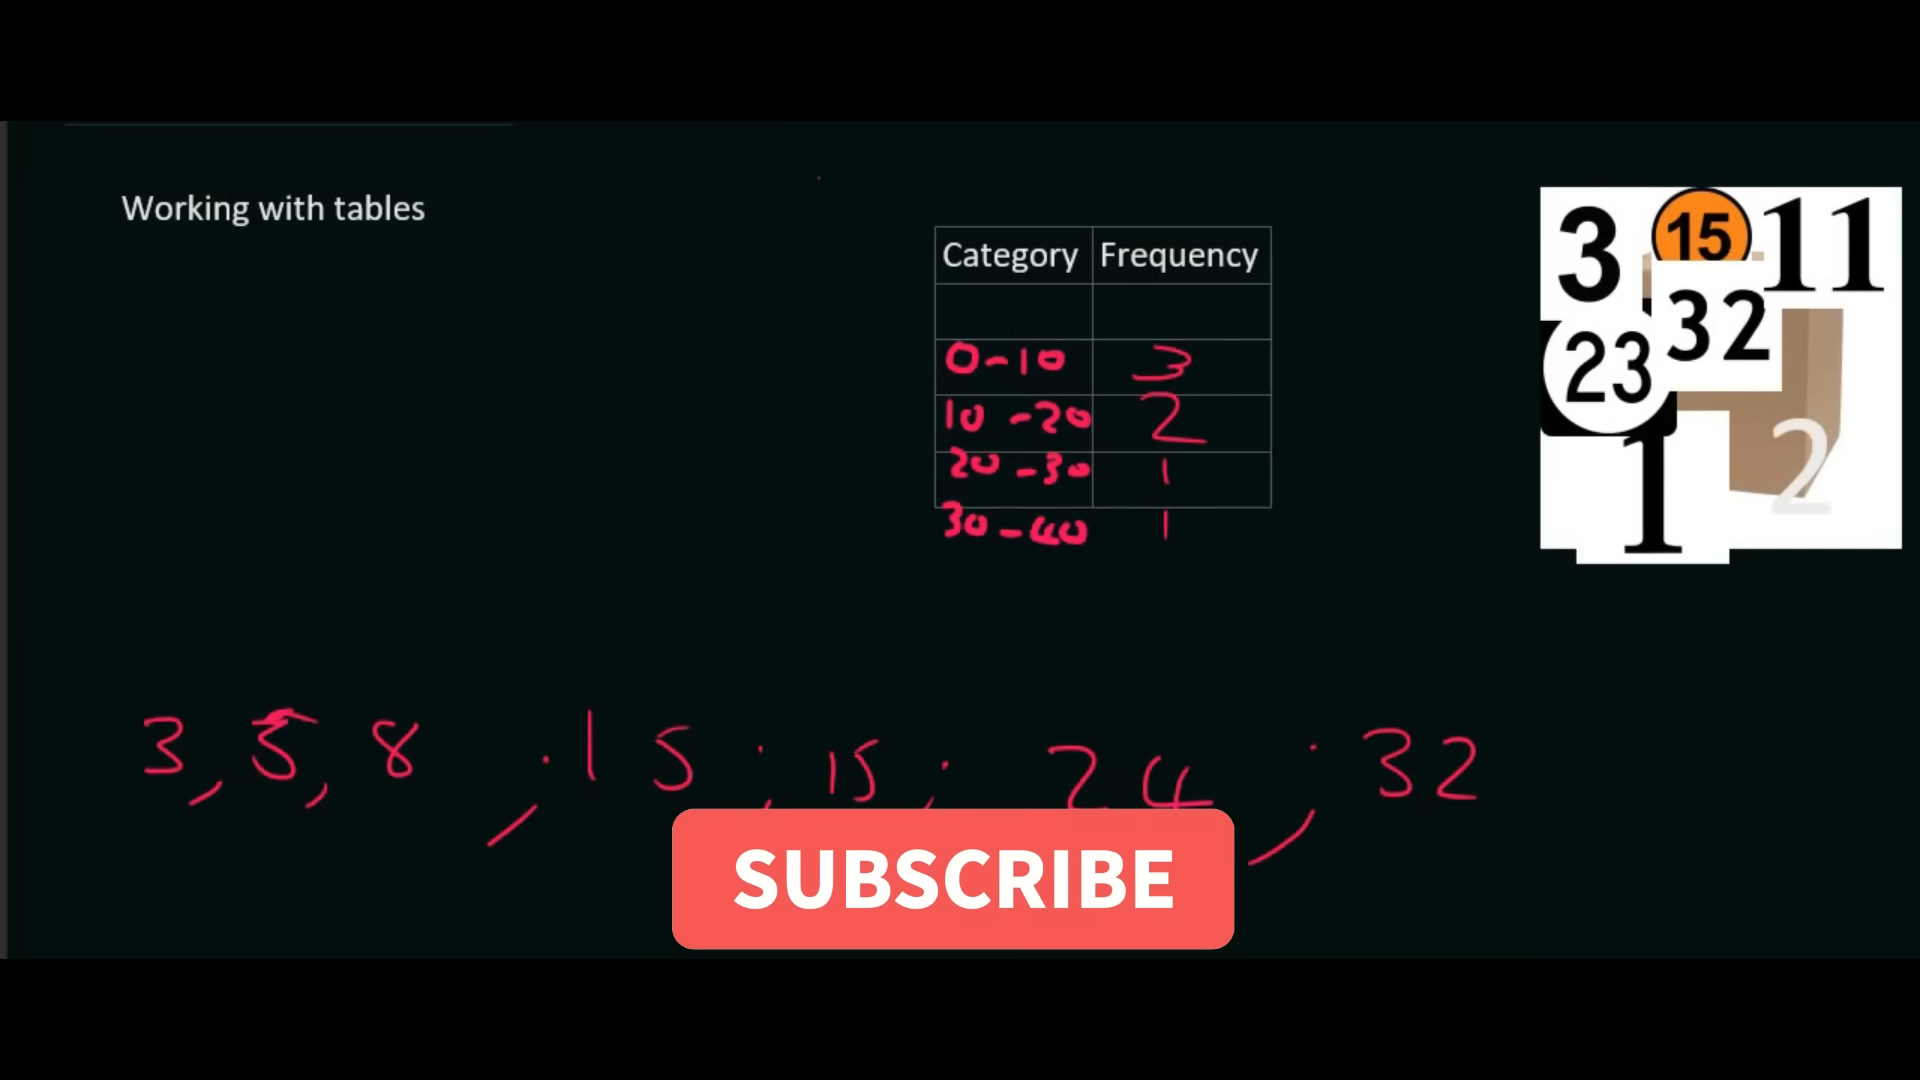 Working with tables
Category Frequency
0-10 3
10-20 2
20-30 1
30-40 1
3 15 11
23 32
1 2
3, 5, 8 ; 15 ; 15 ; 24 ; 32
SUBSCRIBE